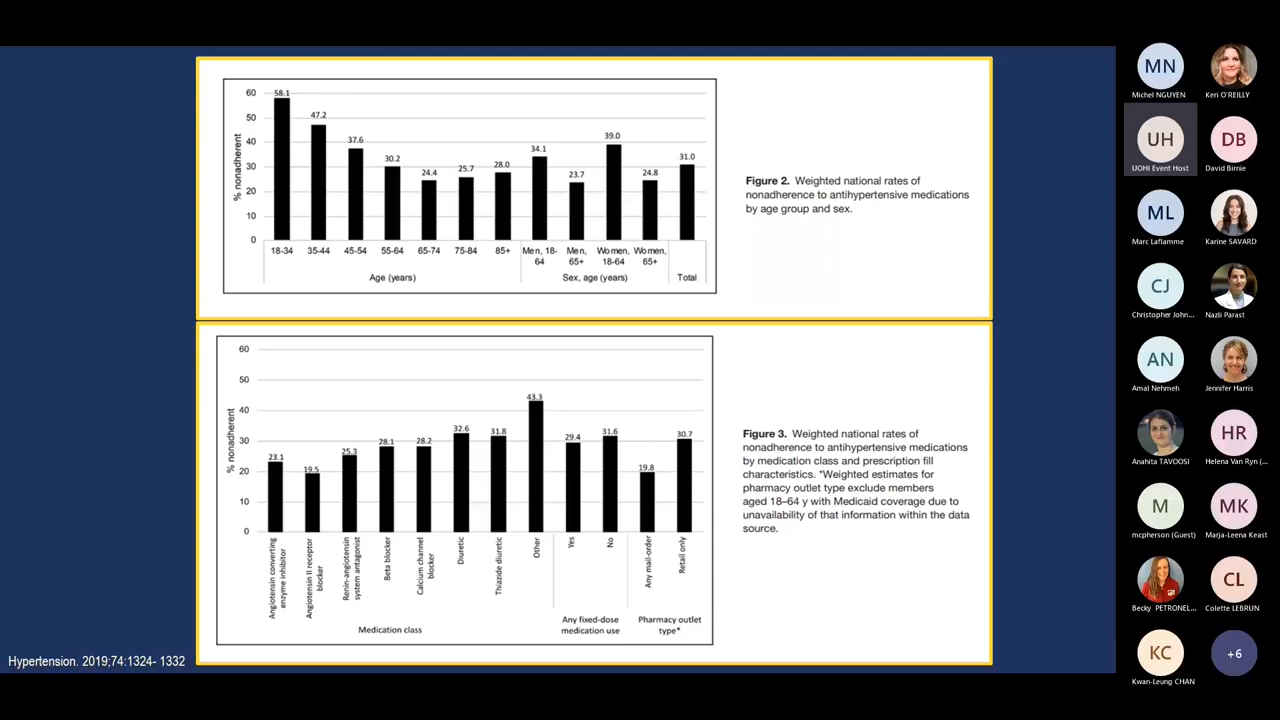 60
50
40
30
20
10
0
% nonadherent
58.1
47.2
37.6
30.2
24.4
25.7
28.0
34.1
23.7
39.0
24.8
31.0
18-34
35-44
45-54
55-64
65-74
75-84
85+
Men, 18-
64
Men,
65+
Women,
18-64
Women,
65+
Age (years)
Sex, age (years)
Total
Figure 2. Weighted national rates of
nonadherence to antihypertensive medications
by age group and sex.
60
50
40
30
20
10
0
% nonadherent
23.1
19.5
25.3
28.1
28.2
32.6
31.8
43.3
29.4
31.6
19.8
30.7
Angiotensin converting
enzyme inhibitor
Angiotensin II receptor
blocker
Renin-angiotensin
system antagonist
Beta blocker
Calcium channel
blocker
Diuretic
Thiazide diuretic
Other
Yes
No
Any mail-order
Retail only
Medication class
Any fixed-dose
medication use
Pharmacy outlet
type*
Figure 3. Weighted national rates of
nonadherence to antihypertensive medications
by medication class and prescription fill
characteristics. *Weighted estimates for
pharmacy outlet type exclude members
aged 18–64 y with Medicaid coverage due to
unavailability of that information within the data
source.
Hypertension. 2019;74:1324- 1332
MN
Michel NGUYEN
Keri O'REILLY
UH
UOHI Event Host
DB
David Birnie
ML
Marc Laflamme
Karine SAVARD
CJ
Christopher John...
Nazli Parast
AN
Amal Nehmeh
Jennifer Harris
Anahita TAVOOSI
HR
Helena Van Ryn (...
M
mcpherson (Guest)
MK
Marja-Leena Keast
Becky PETRONEL...
CL
Colette LEBRUN
KC
Kwan-Leung CHAN
+6